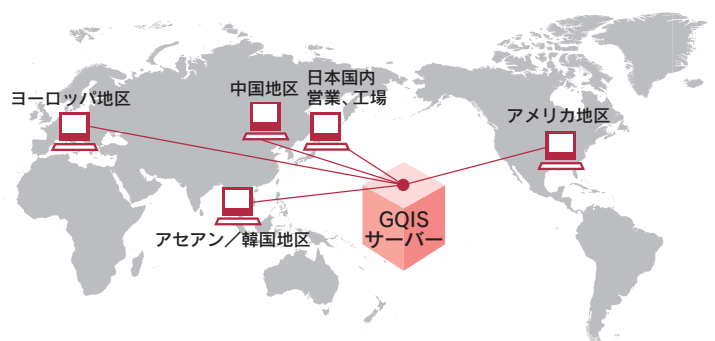 ヨーロッパ地区
中国地区
日本国内
営業、工場
アメリカ地区
アセアン／韓国地区
GQIS
サーバー